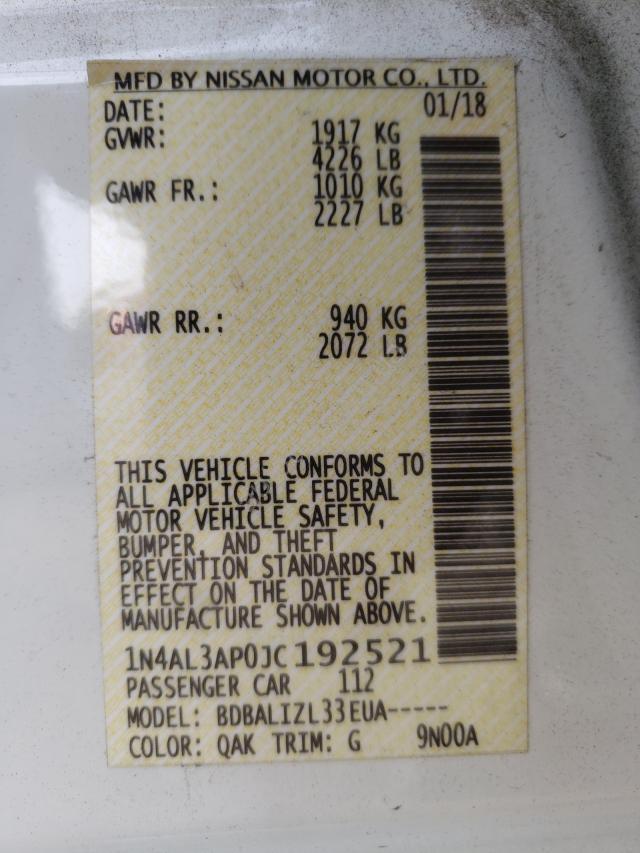 MFD BY NISSAN MOTOR CO., LTD.
DATE: 01/18
GVWR: 1917 KG
4226 LB
GAWR FR.: 1010 KG
2227 LB
GAWR RR.: 940 KG
2072 LB
THIS VEHICLE CONFORMS TO
ALL APPLICABLE FEDERAL
MOTOR VEHICLE SAFETY,
BUMPER, AND THEFT
PREVENTION STANDARDS IN
EFFECT ON THE DATE OF
MANUFACTURE SHOWN ABOVE.
1N4AL3AP0JC192521
PASSENGER CAR 112
MODEL: BDBALIZL33EUA-----
COLOR: QAK TRIM: G 9N00A